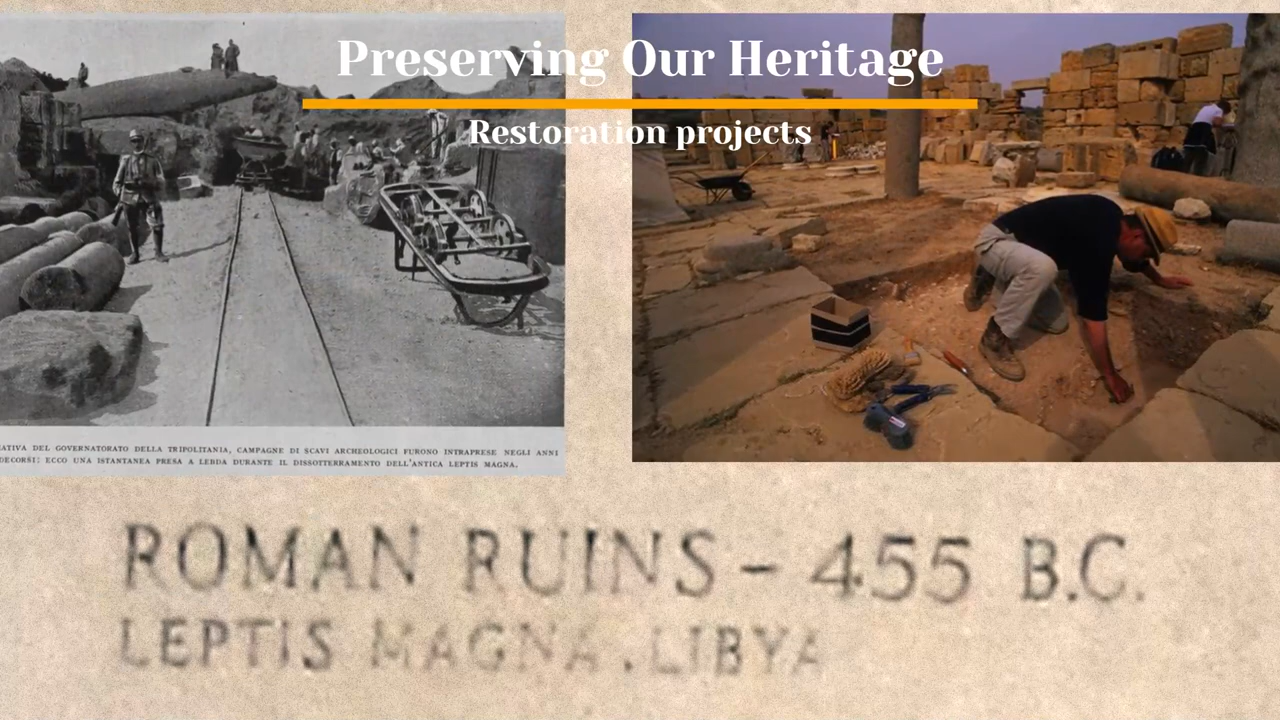 Preserving Our Heritage
Restoration projects
ATIVA DEL GOVERNATORATO DELLA TRIPOLITANIA, CAMPAGNE DI SCAVI ARCHEOLOGICI FURONO INTRAPRESE NEGLI ANNI
DECORSI: ECCO UNA ISTANTANEA PRESA A LEBDA DURANTE IL DISSOTTERRAMENTO DELL'ANTICA LEPTIS MAGNA.
ROMAN RUINS - 455 B.C.
LEPTIS MAGNA . LIBYA